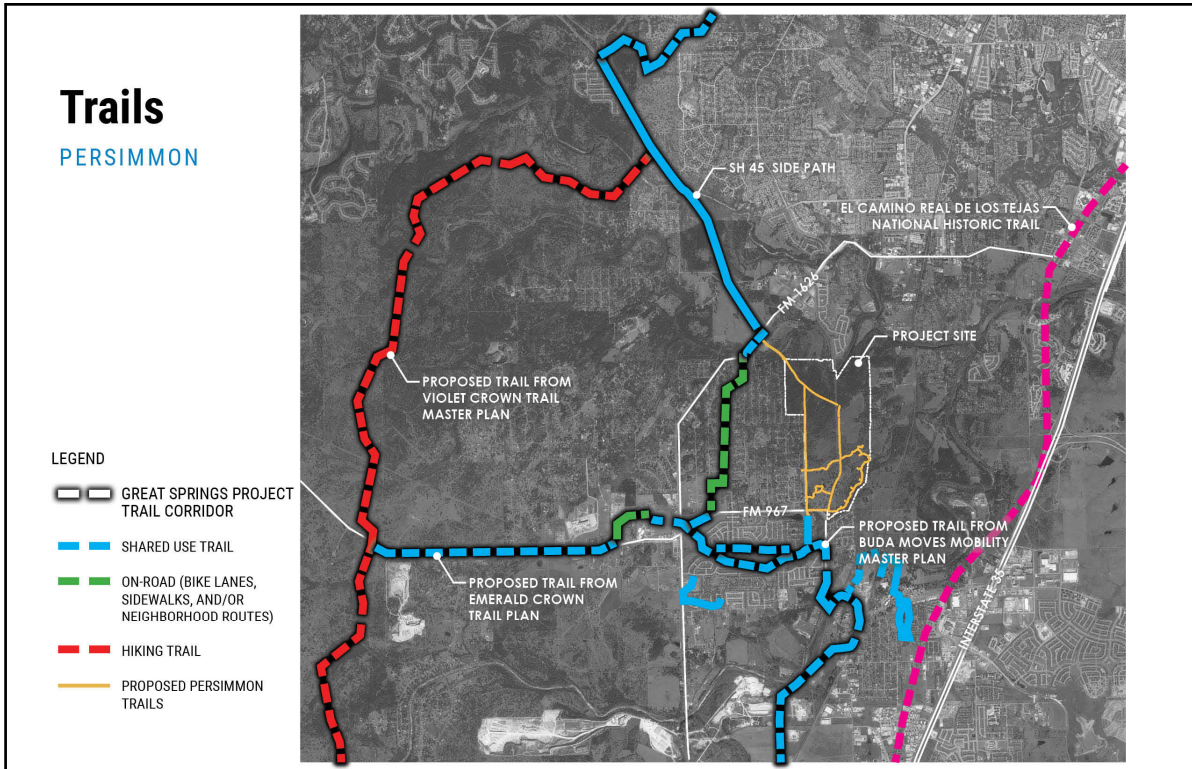 Trails
PERSIMMON
SH 45 SIDE PATH
EL CAMINO REAL DE LOS TEJAS
NATIONAL HISTORIC TRAIL
FM 1626
PROJECT SITE
PROPOSED TRAIL FROM
VIOLET CROWN TRAIL
MASTER PLAN
FM 967
PROPOSED TRAIL FROM
BUDA MOVES MOBILITY
MASTER PLAN
PROPOSED TRAIL FROM
EMERALD CROWN
TRAIL PLAN
INTERSTATE 35
LEGEND
GREAT SPRINGS PROJECT
TRAIL CORRIDOR
SHARED USE TRAIL
ON-ROAD (BIKE LANES,
SIDEWALKS, AND/OR
NEIGHBORHOOD ROUTES)
HIKING TRAIL
PROPOSED PERSIMMON
TRAILS